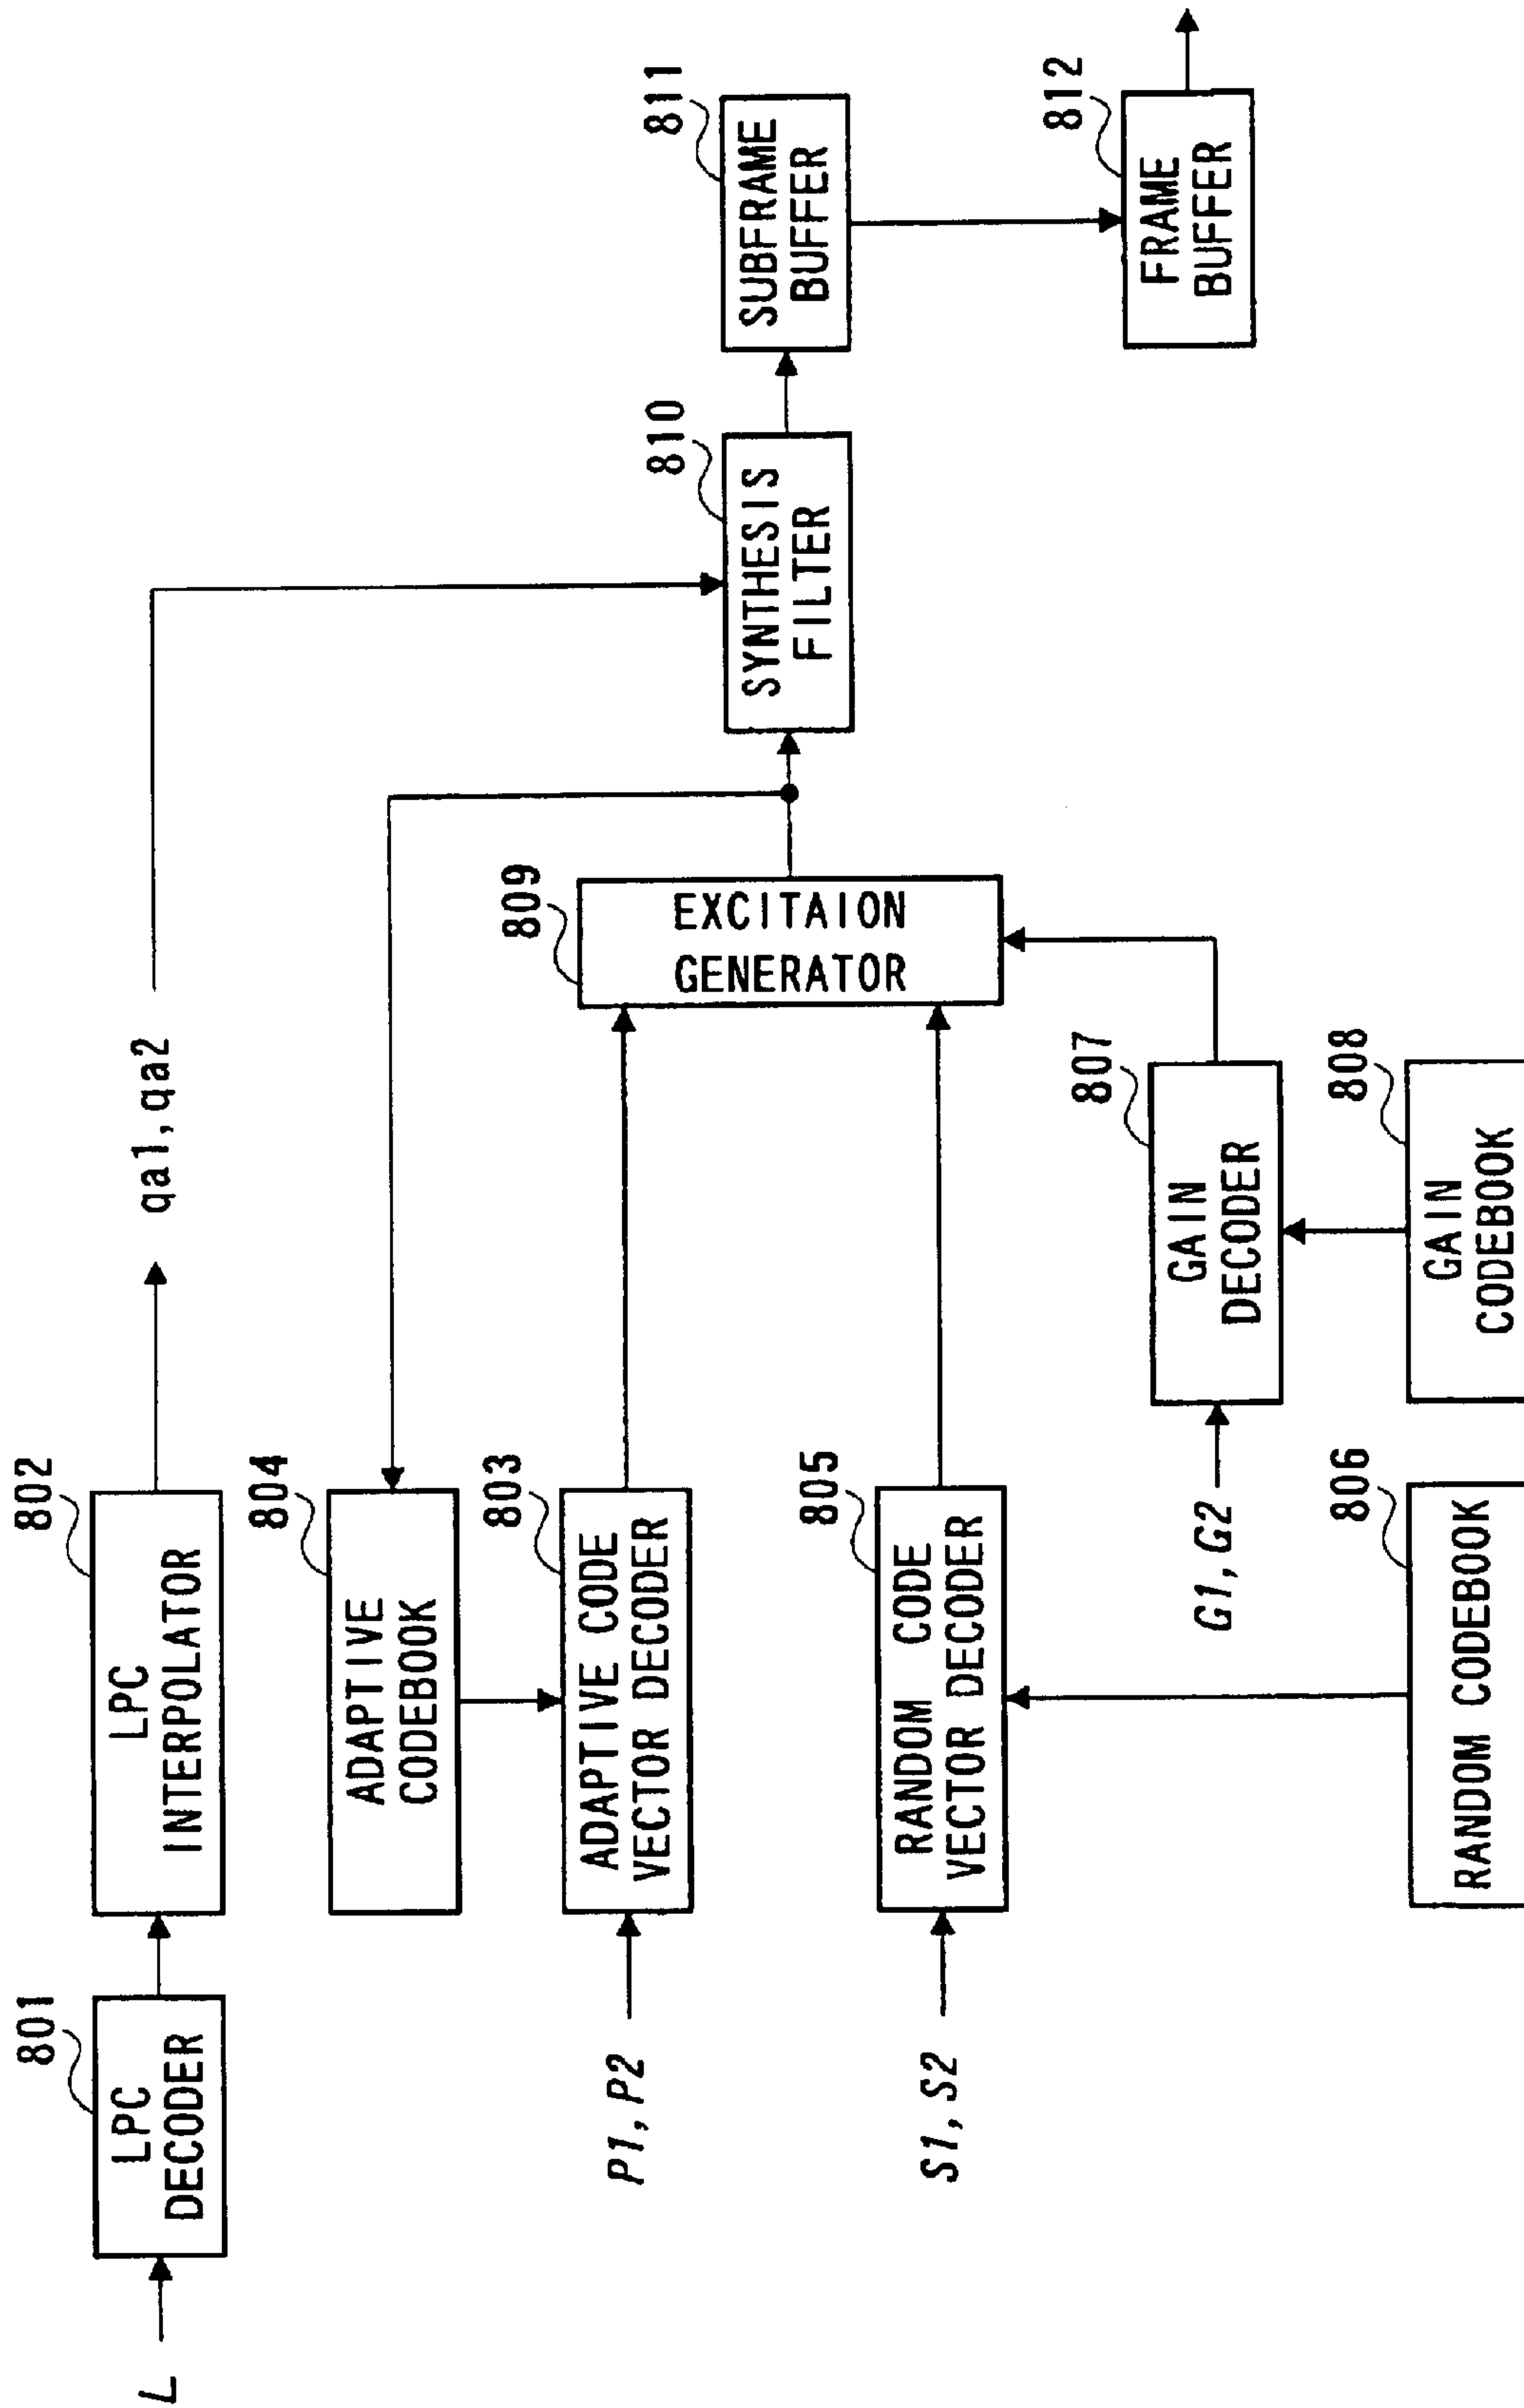 L
801
LPC
DECODER
802
LPC
INTERPOLATOR
qa1,qa2
804
ADAPTIVE
CODEBOOK
P1,P2
803
ADAPTIVE CODE
VECTOR DECODER
S1,S2
805
RANDOM CODE
VECTOR DECODER
806
RANDOM CODEBOOK
G1,G2
807
GAIN
DECODER
808
GAIN
CODEBOOK
809
EXCITAION
GENERATOR
810
SYNTHESIS
FILTER
811
SUBFRAME
BUFFER
812
FRAME
BUFFER